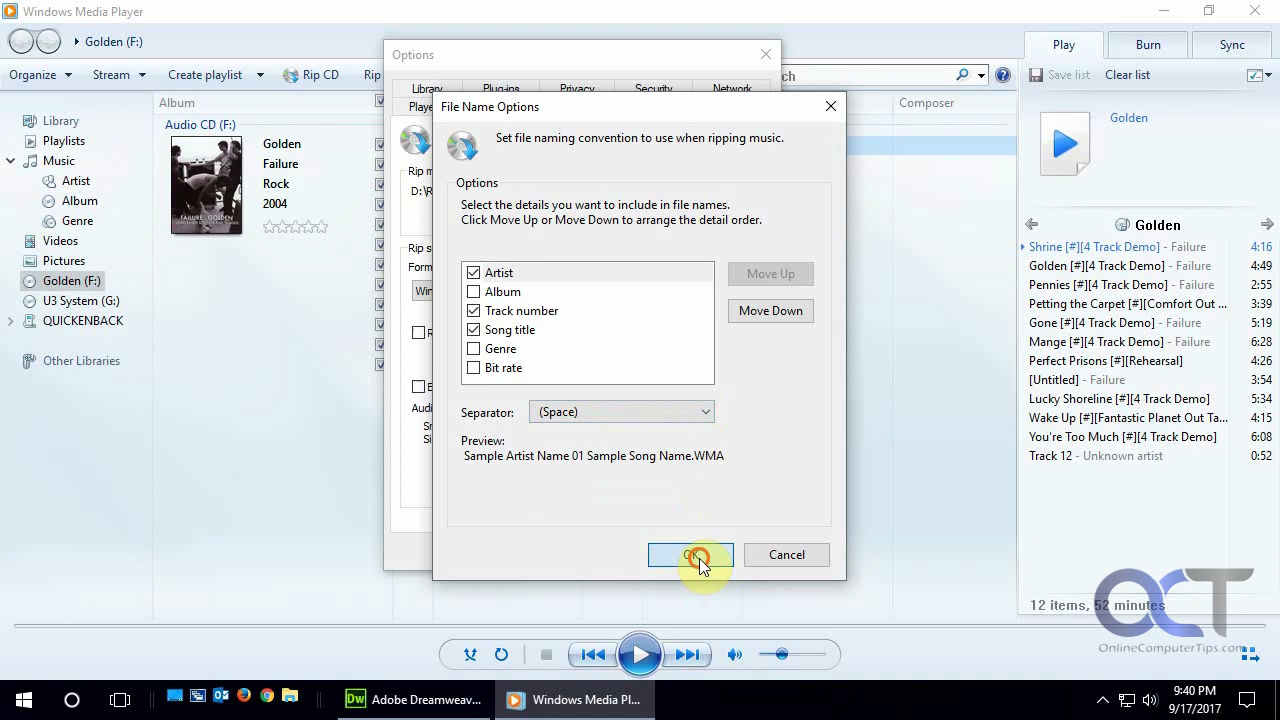 Windows Media Player
Golden (F:)
Play
Burn
Sync
Organize
Stream
Create playlist
Rip CD
Rip
Save list
Clear list
Options
Library
Plug-ins
Privacy
Security
Network
File Name Options
Set file naming convention to use when ripping music.
Options
Select the details you want to include in file names.
Click Move Up or Move Down to arrange the detail order.
Artist
Album
Track number
Song title
Genre
Bit rate
Move Up
Move Down
Separator:
(Space)
Preview:
Sample Artist Name 01 Sample Song Name.WMA
Cancel
Album
Composer
Audio CD (F:)
Golden
Failure
Rock
2004
FAILURE - GOLDEN
Library
Playlists
Music
Artist
Album
Genre
Videos
Pictures
Golden (F:)
U3 System (G:)
QUICKENBACK
Other Libraries
Golden
Golden
Shrine [#][4 Track Demo] - Failure 4:16
Golden [#][4 Track Demo] - Failure 4:49
Pennies [#][4 Track Demo] - Failure 2:55
Petting the Carpet [#][Comfort Our ... 3:39
Gone [#][4 Track Demo] - Failure 6:28
Mange [#][4 Track Demo] - Failure 6:28
Perfect Prisons [#][Rehearsal]
[Untitled] - Failure 3:54
Lucky Shoreline [#][4 Track Demo] 3:54
Wake Up [#][Fantastic Planet Out Ta... 4:15
You're Too Much [#][4 Track Demo] 6:08
Track 12 - Unknown artist 0:52
12 items, 52 minutes
OCT
OnlineComputerTips.com
Dw
Adobe Dreamweav...
Windows Media Pl...
9:40 PM
9/17/2017